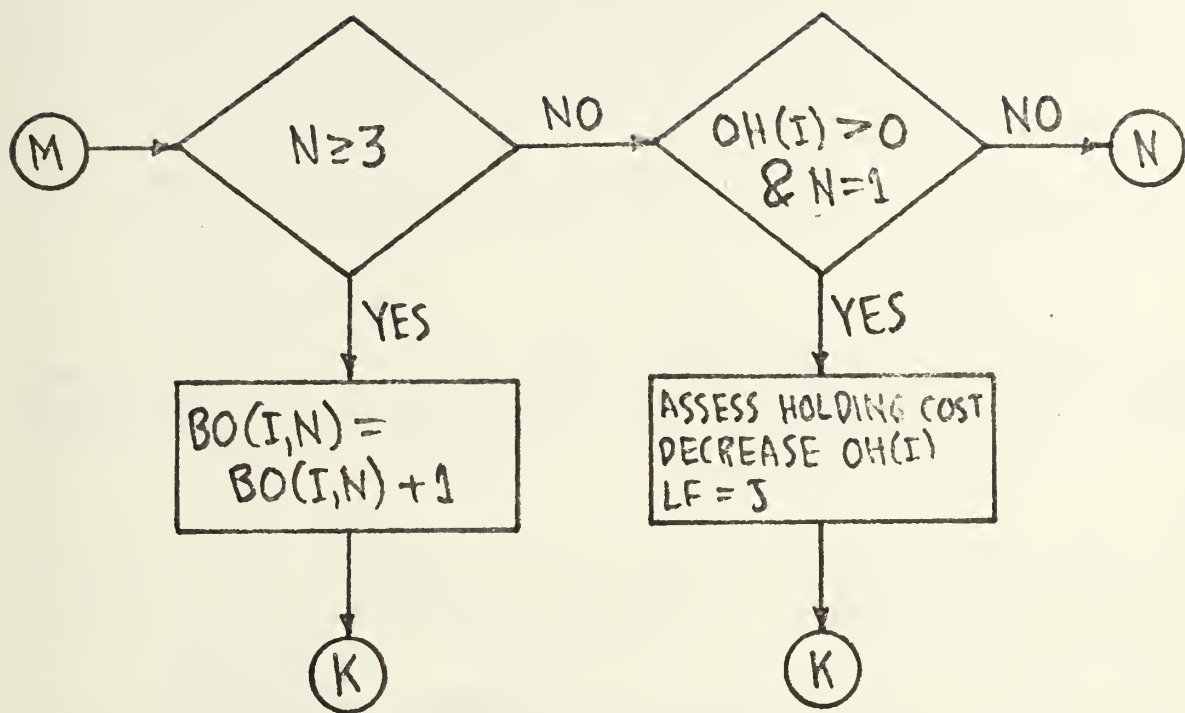 M
N≥3
NO
OH(I) >0
& N=1
NO
N
YES
BO(I,N) =
BO(I,N) +1
K
YES
ASSESS HOLDING COST
DECREASE OH(I)
LF = J
K